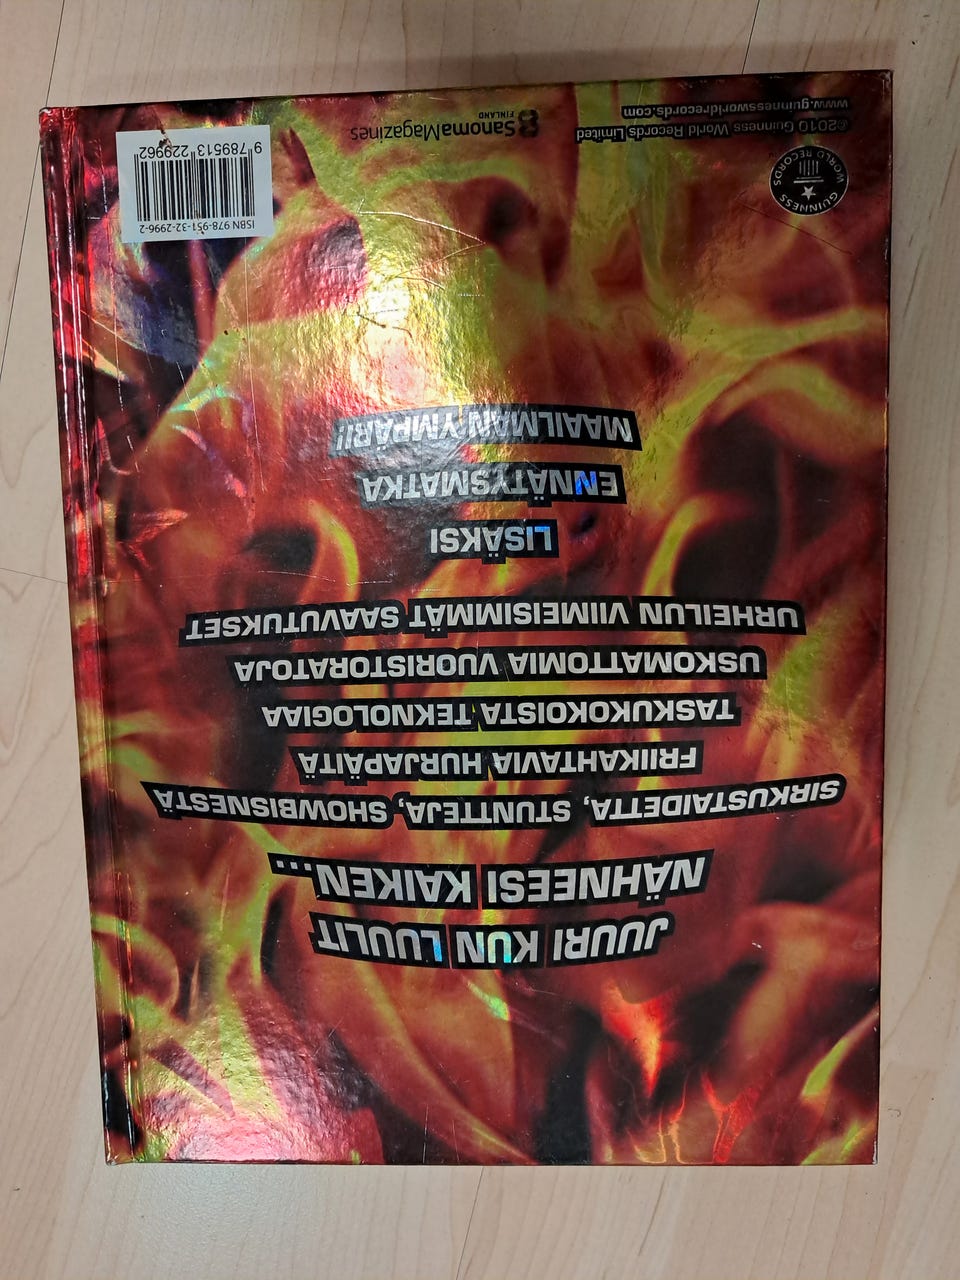 JUURI KUN LUULIT
NÄHNEESI KAIKEN...
SIRKUSTAIDETTA, STUNTTEJA, SHOWBISNESTÄ
FRIIKAHTAVIA HURJAPÄITÄ
TASKUKOKOISTA TEKNOLOGIAA
USKOMATTOMIA VUORISTORATOJA
URHEILUN VIIMEISIMMÄT SAAVUTUKSET
LISÄKSI
ENNÄTYSMATKA
MAAILMAN YMPÄRI!
GUINNESS
WORLD RECORDS
©2010 Guinness World Records Limited
www.guinnessworldrecords.com
SanomaMagazines
FINLAND
ISBN 978-951-32-2996-2
9 789513 229962